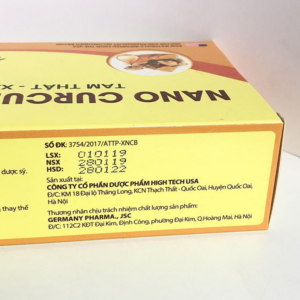 NANO CURCU
TAM THẤT - X
SỐ ĐK: 3754/2017/ATTP-XNCB
LSX: 010119
NSX 280119
HSD: 280122
dược sỹ.
Sản xuất tại:
CÔNG TY CỔ PHẦN DƯỢC PHẨM HIGH TECH USA
Đ/C: KM 18 Đại lộ Thăng Long, KCN Thạch Thất - Quốc Oai, Huyện Quốc Oai,
Hà Nội
g thay thế
Thương nhân chịu trách nhiệm chất lượng sản phẩm:
GERMANY PHARMA., JSC
Đ/C: 112C2 KĐT Đại Kim, Định Công, phường Đại Kim, Q.Hoàng Mai, Hà Nội